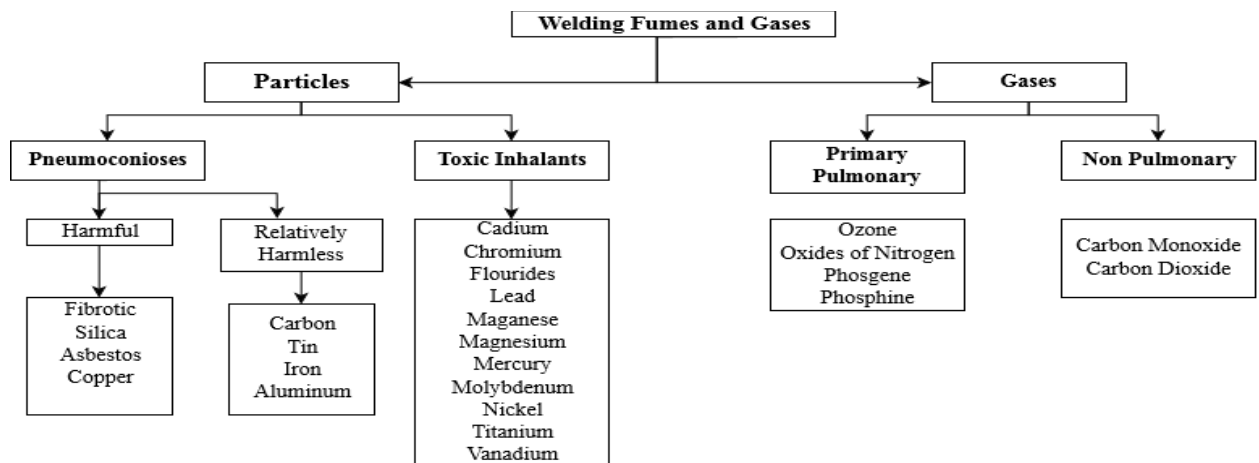 Welding Fumes and Gases
Particles
Gases
Pneumoconioses
Toxic Inhalants
Primary
Pulmonary
Non Pulmonary
Harmful
Relatively
Harmless
Fibrotic
Silica
Asbestos
Copper
Carbon
Tin
Iron
Aluminum
Cadium
Chromium
Flourides
Lead
Maganese
Magnesium
Mercury
Molybdenum
Nickel
Titanium
Vanadium
Ozone
Oxides of Nitrogen
Phosgene
Phosphine
Carbon Monoxide
Carbon Dioxide